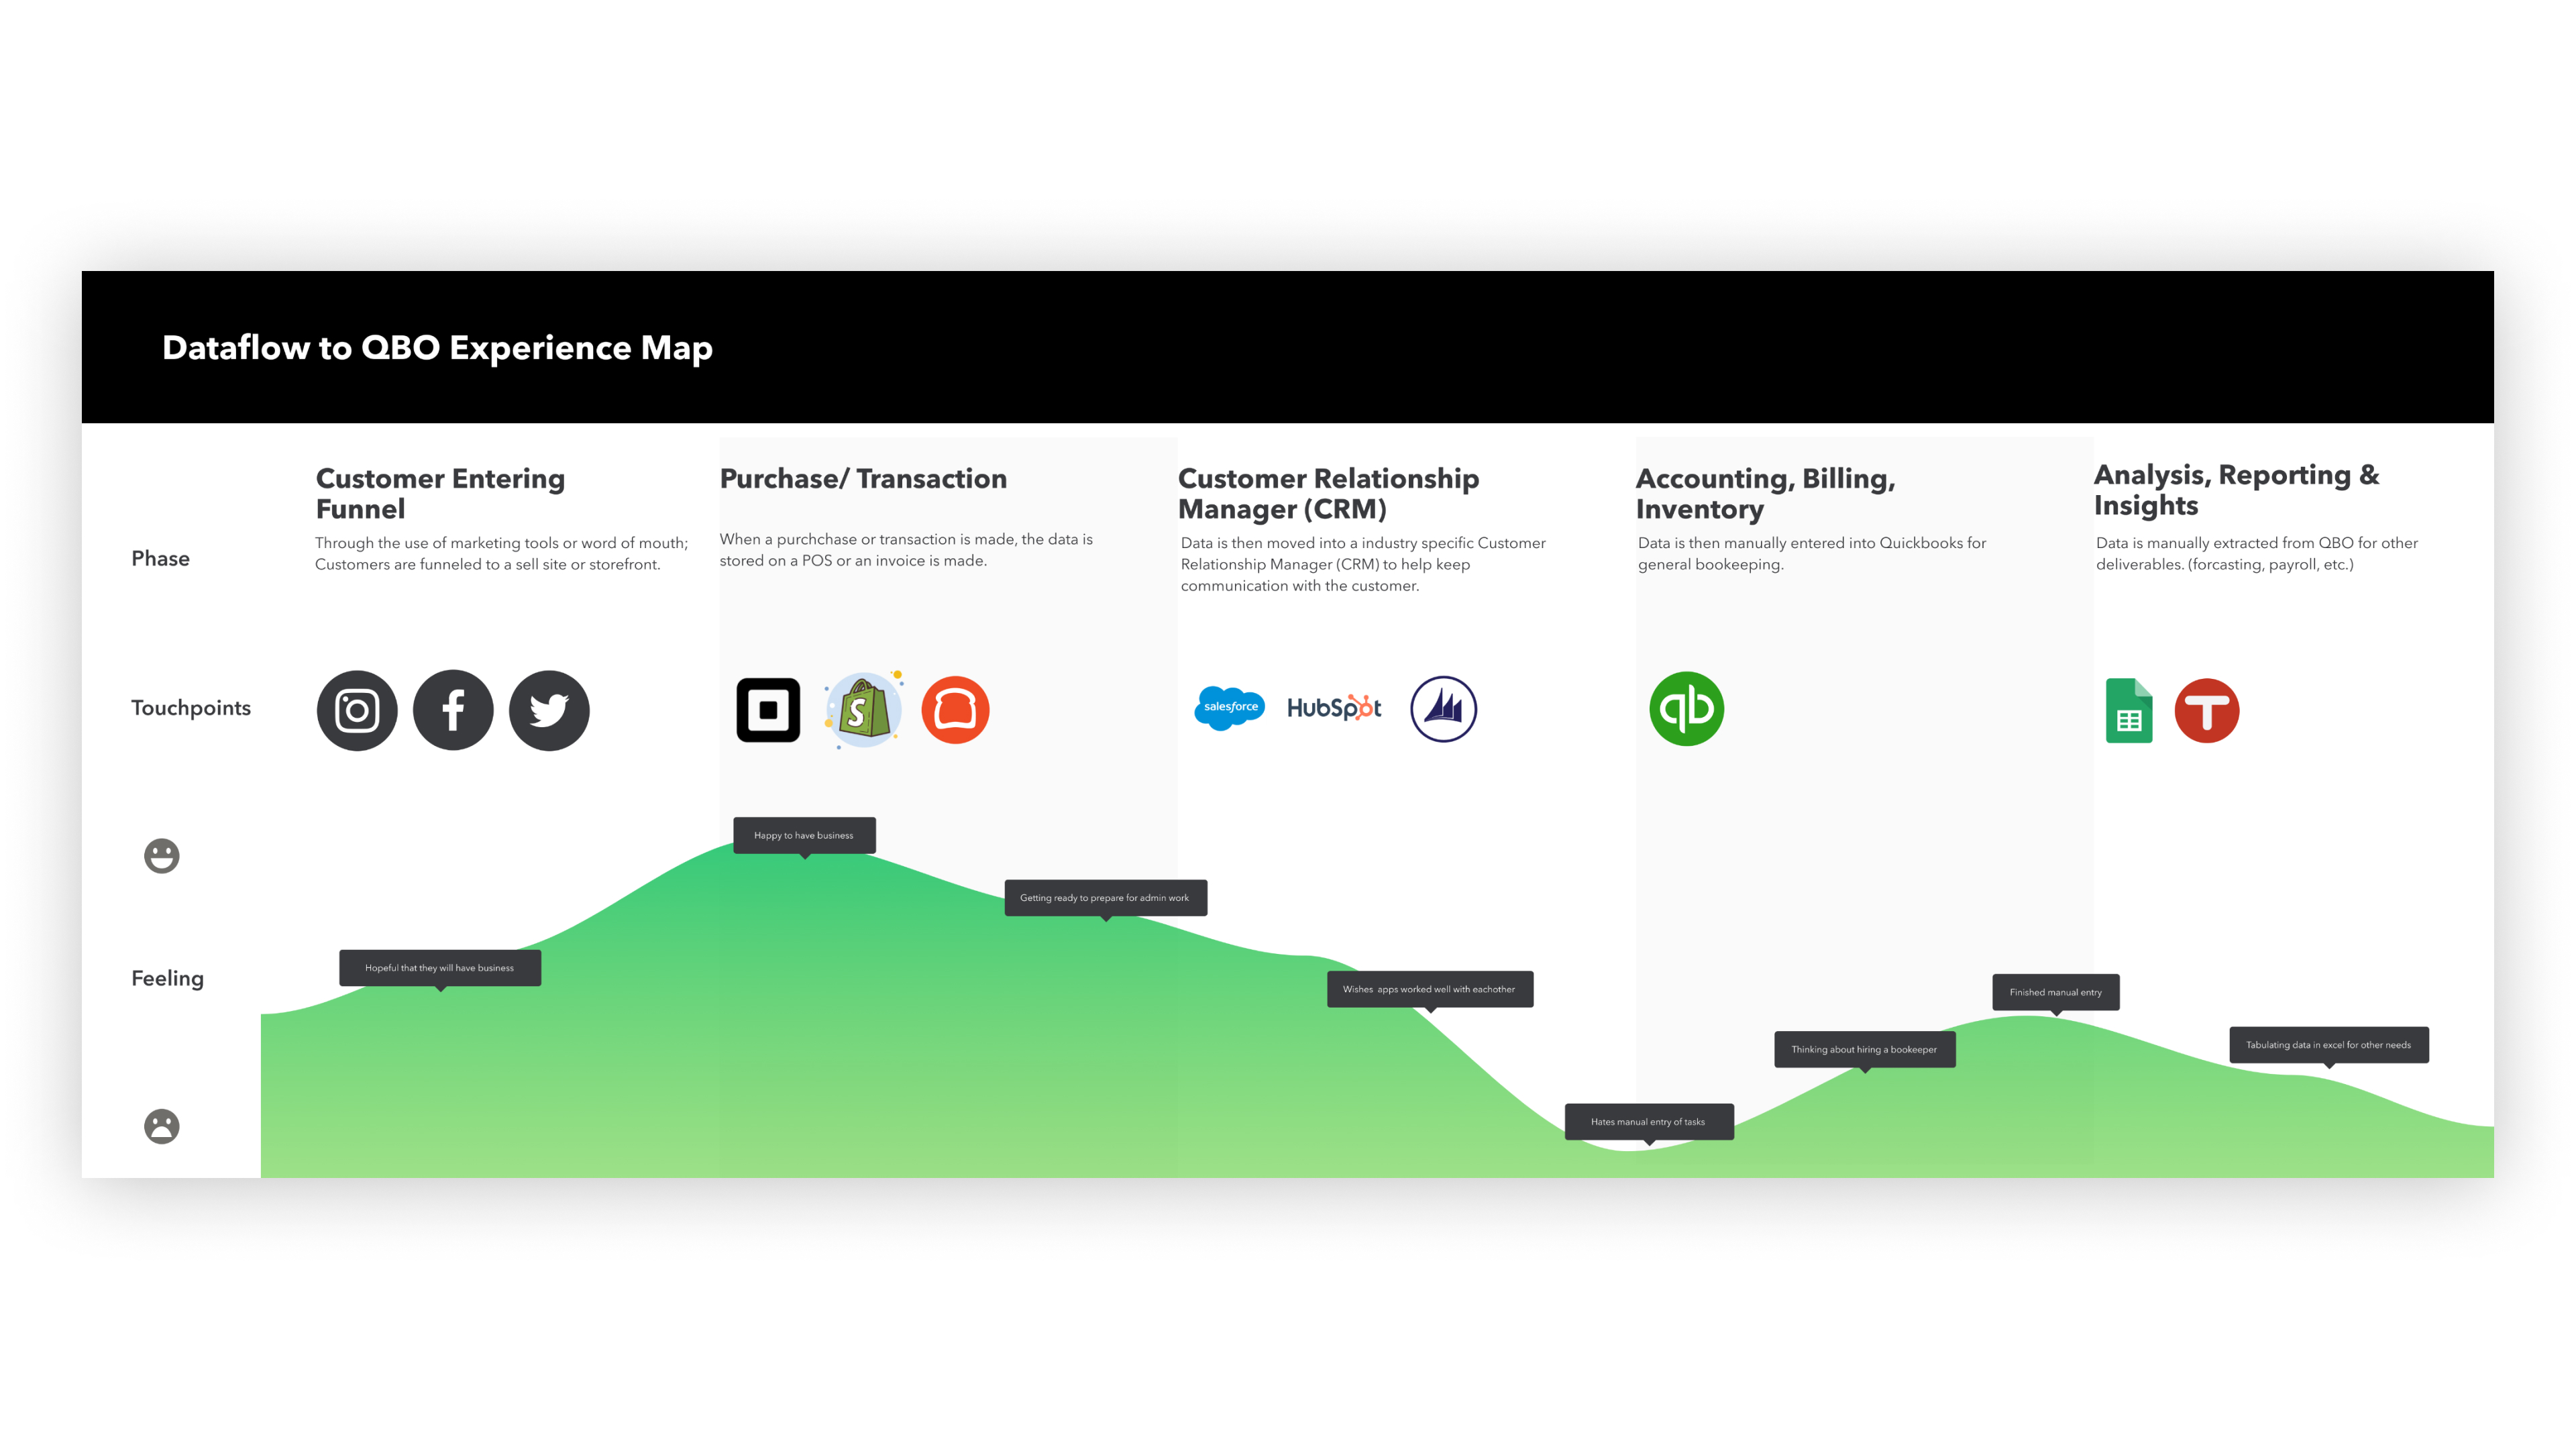 Dataflow to QBO Experience Map
Phase
Customer Entering
Funnel
Through the use of marketing tools or word of mouth;
Customers are funneled to a sell site or storefront.
Purchase/ Transaction
When a purchchase or transaction is made, the data is
stored on a POS or an invoice is made.
Customer Relationship
Manager (CRM)
Data is then moved into a industry specific Customer
Relationship Manager (CRM) to help keep
communication with the customer.
Accounting, Billing,
Inventory
Data is then manually entered into Quickbooks for
general bookeeping.
Analysis, Reporting &
Insights
Data is manually extracted from QBO for other
deliverables. (forcasting, payroll, etc.)
Touchpoints
f
S
salesforce
HubSpot
qb
T
Feeling
Hopeful that they will have business
Happy to have business
Getting ready to prepare for admin work
Wishes apps worked well with eachother
Hates manual entry of tasks
Thinking about hiring a bookeeper
Finished manual entry
Tabulating data in excel for other needs